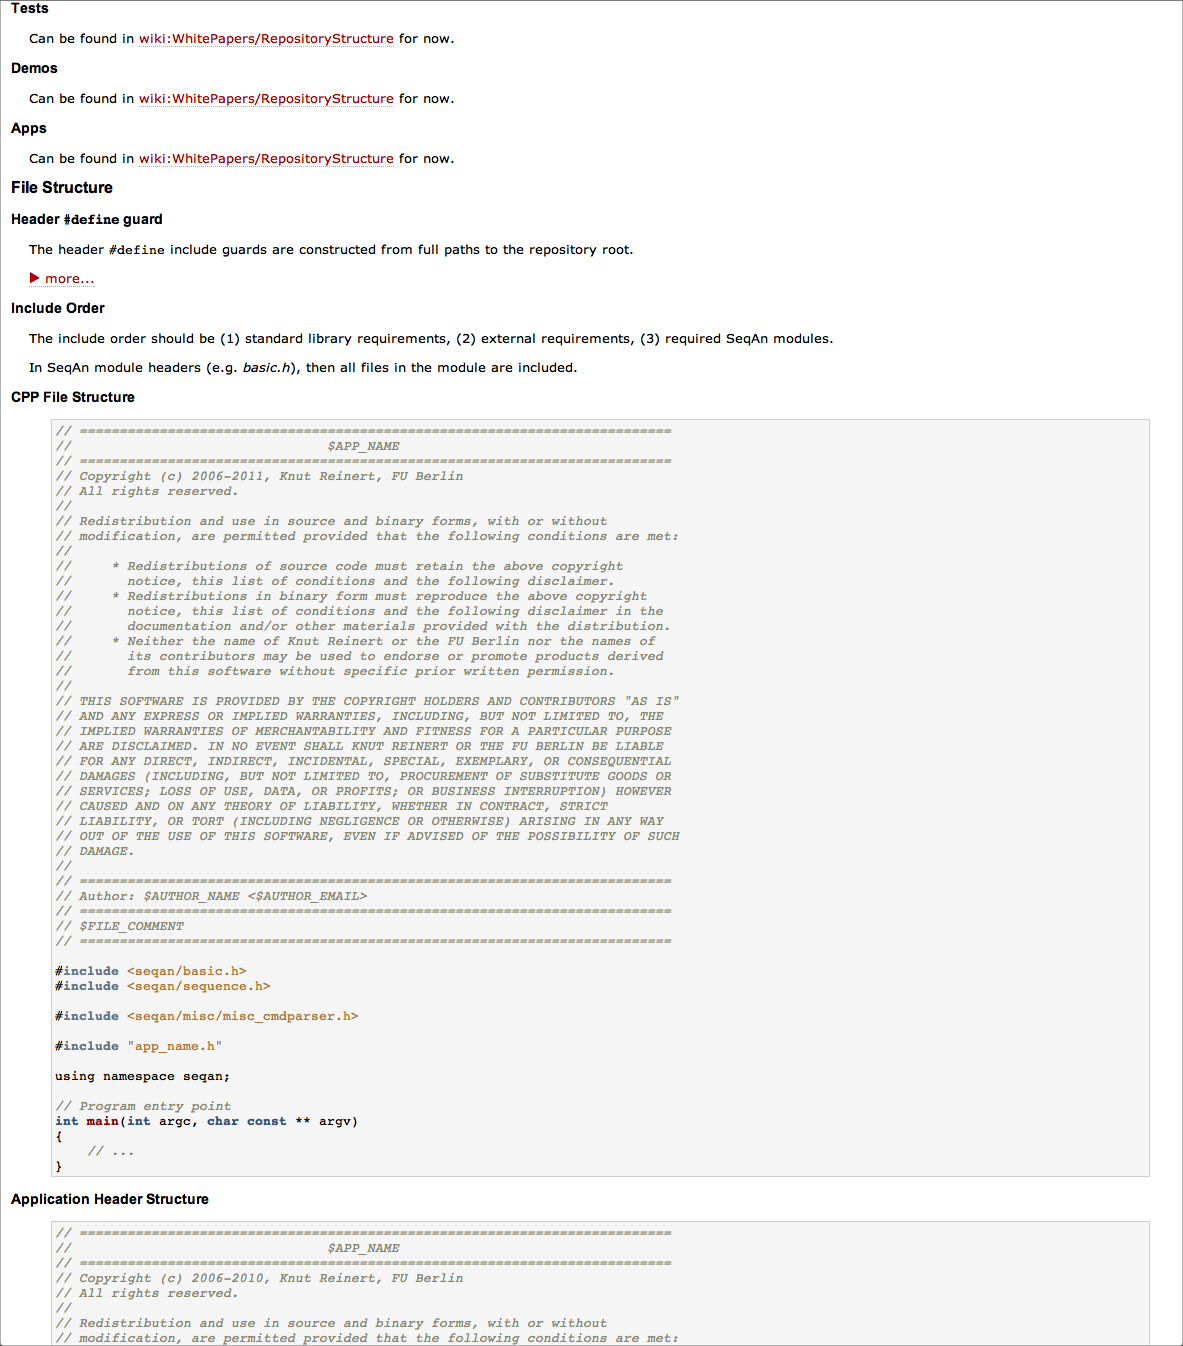 Tests
Can be found in wiki:WhitePapers/RepositoryStructure for now.
Demos
Can be found in wiki:WhitePapers/RepositoryStructure for now.
Apps
Can be found in wiki:WhitePapers/RepositoryStructure for now.
File Structure
Header #define guard
The header #define include guards are constructed from full paths to the repository root.
▶ more...
Include Order
The include order should be (1) standard library requirements, (2) external requirements, (3) required SeqAn modules.
In SeqAn module headers (e.g. basic.h), then all files in the module are included.
CPP File Structure
// ==========================================================================
//                                $APP_NAME
// ==========================================================================
// Copyright (c) 2006-2011, Knut Reinert, FU Berlin
// All rights reserved.
//
// Redistribution and use in source and binary forms, with or without
// modification, are permitted provided that the following conditions are met:
//
//     * Redistributions of source code must retain the above copyright
//       notice, this list of conditions and the following disclaimer.
//     * Redistributions in binary form must reproduce the above copyright
//       notice, this list of conditions and the following disclaimer in the
//       documentation and/or other materials provided with the distribution.
//     * Neither the name of Knut Reinert or the FU Berlin nor the names of
//       its contributors may be used to endorse or promote products derived
//       from this software without specific prior written permission.
//
// THIS SOFTWARE IS PROVIDED BY THE COPYRIGHT HOLDERS AND CONTRIBUTORS "AS IS"
// AND ANY EXPRESS OR IMPLIED WARRANTIES, INCLUDING, BUT NOT LIMITED TO, THE
// IMPLIED WARRANTIES OF MERCHANTABILITY AND FITNESS FOR A PARTICULAR PURPOSE
// ARE DISCLAIMED. IN NO EVENT SHALL KNUT REINERT OR THE FU BERLIN BE LIABLE
// FOR ANY DIRECT, INDIRECT, INCIDENTAL, SPECIAL, EXEMPLARY, OR CONSEQUENTIAL
// DAMAGES (INCLUDING, BUT NOT LIMITED TO, PROCUREMENT OF SUBSTITUTE GOODS OR
// SERVICES; LOSS OF USE, DATA, OR PROFITS; OR BUSINESS INTERRUPTION) HOWEVER
// CAUSED AND ON ANY THEORY OF LIABILITY, WHETHER IN CONTRACT, STRICT
// LIABILITY, OR TORT (INCLUDING NEGLIGENCE OR OTHERWISE) ARISING IN ANY WAY
// OUT OF THE USE OF THIS SOFTWARE, EVEN IF ADVISED OF THE POSSIBILITY OF SUCH
// DAMAGE.
//
// ==========================================================================
// Author: $AUTHOR_NAME <$AUTHOR_EMAIL>
// ==========================================================================
// $FILE_COMMENT
// ==========================================================================
#include <seqan/basic.h>
#include <seqan/sequence.h>
#include <seqan/misc/misc_cmdparser.h>
#include "app_name.h"
using namespace seqan;
// Program entry point
int main(int argc, char const ** argv)
{
    // ...
}
Application Header Structure
// ==========================================================================
//                                $APP_NAME
// ==========================================================================
// Copyright (c) 2006-2010, Knut Reinert, FU Berlin
// All rights reserved.
//
// Redistribution and use in source and binary forms, with or without
// modification, are permitted provided that the following conditions are met: